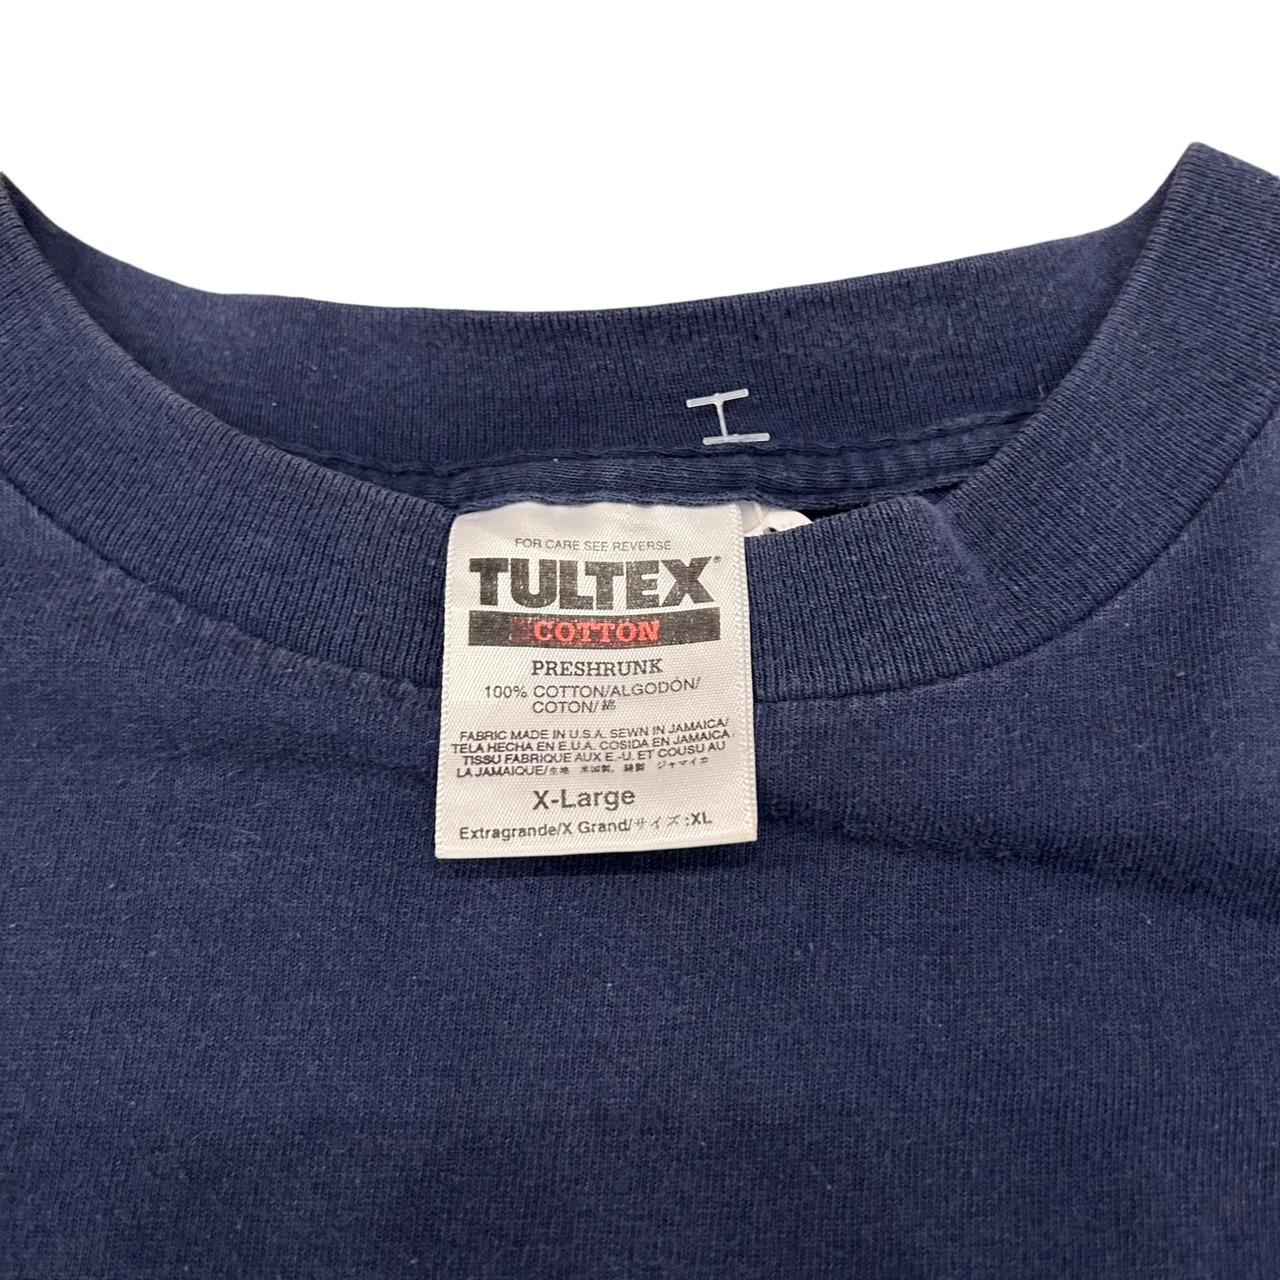 FOR CARE SEE REVERSE
TULTEX®
COTTON
PRESHRUNK
100% COTTON/ALGODÓN/
COTON/綿
FABRIC MADE IN U.S.A. SEWN IN JAMAICA/
TELA HECHA EN E.U.A. COSIDA EN JAMAICA
TISSU FABRIQUE AUX E.-U. ET COUSU AU
LA JAMAIQUE/生地 米国製, 縫製 ジャマイカ
X-Large
Extragrande/X Grand/サイズ:XL